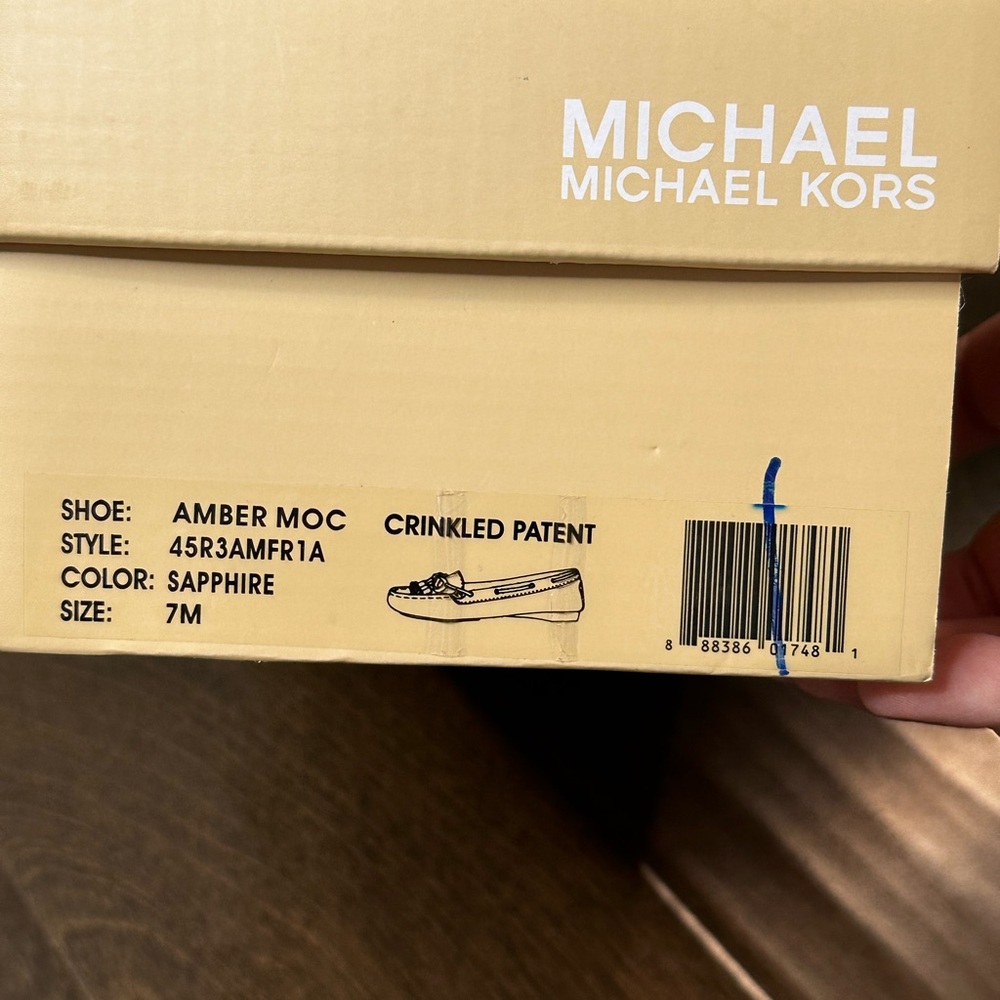 MICHAEL
MICHAEL KORS
SHOE: AMBER MOC
STYLE: 45R3AMFR1A
COLOR: SAPPHIRE
SIZE: 7M
CRINKLED PATENT
8 88386 01748 1